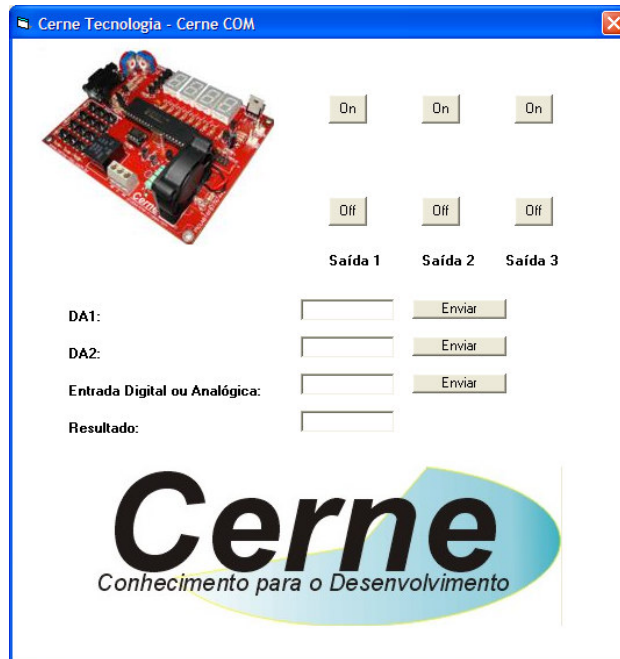 Cerne Tecnologia - Cerne COM
On On On
Off Off Off
Saída 1 Saída 2 Saída 3
DA1: Enviar
DA2: Enviar
Entrada Digital ou Analógica: Enviar
Resultado:
Cerne
Conhecimento para o Desenvolvimento